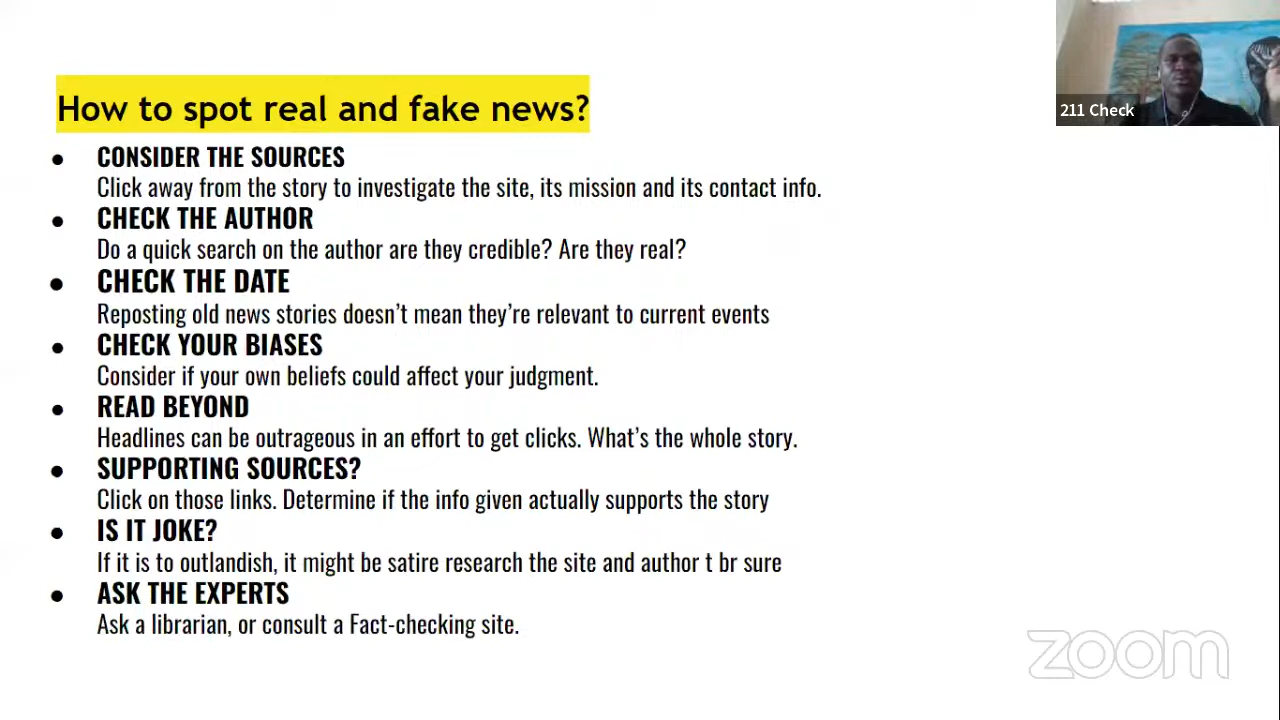 How to spot real and fake news?
211 Check
● CONSIDER THE SOURCES
Click away from the story to investigate the site, its mission and its contact info.
● CHECK THE AUTHOR
Do a quick search on the author are they credible? Are they real?
● CHECK THE DATE
Reposting old news stories doesn’t mean they’re relevant to current events
● CHECK YOUR BIASES
Consider if your own beliefs could affect your judgment.
● READ BEYOND
Headlines can be outrageous in an effort to get clicks. What’s the whole story.
● SUPPORTING SOURCES?
Click on those links. Determine if the info given actually supports the story
● IS IT JOKE?
If it is to outlandish, it might be satire research the site and author t br sure
● ASK THE EXPERTS
Ask a librarian, or consult a Fact-checking site.
zoom